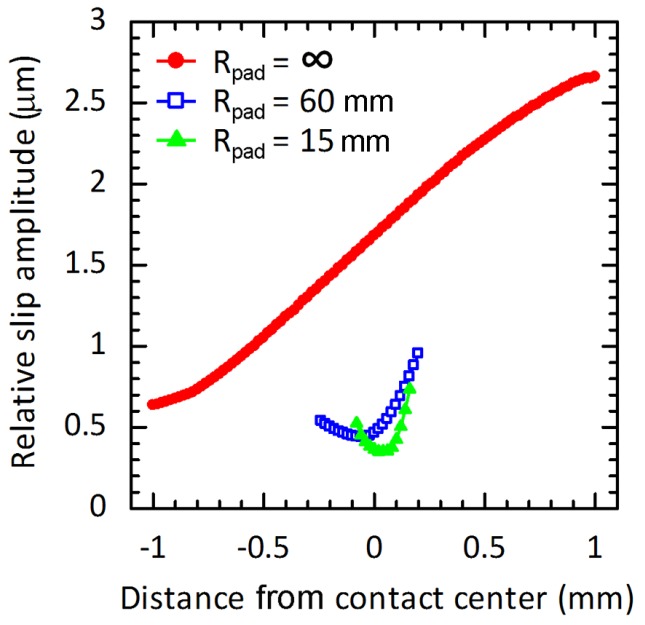 3
2.5
2
1.5
1
0.5
0
Relative slip amplitude (µm)
R_pad = ∞
R_pad = 60 mm
R_pad = 15 mm
-1 -0.5 0 0.5 1
Distance from contact center (mm)